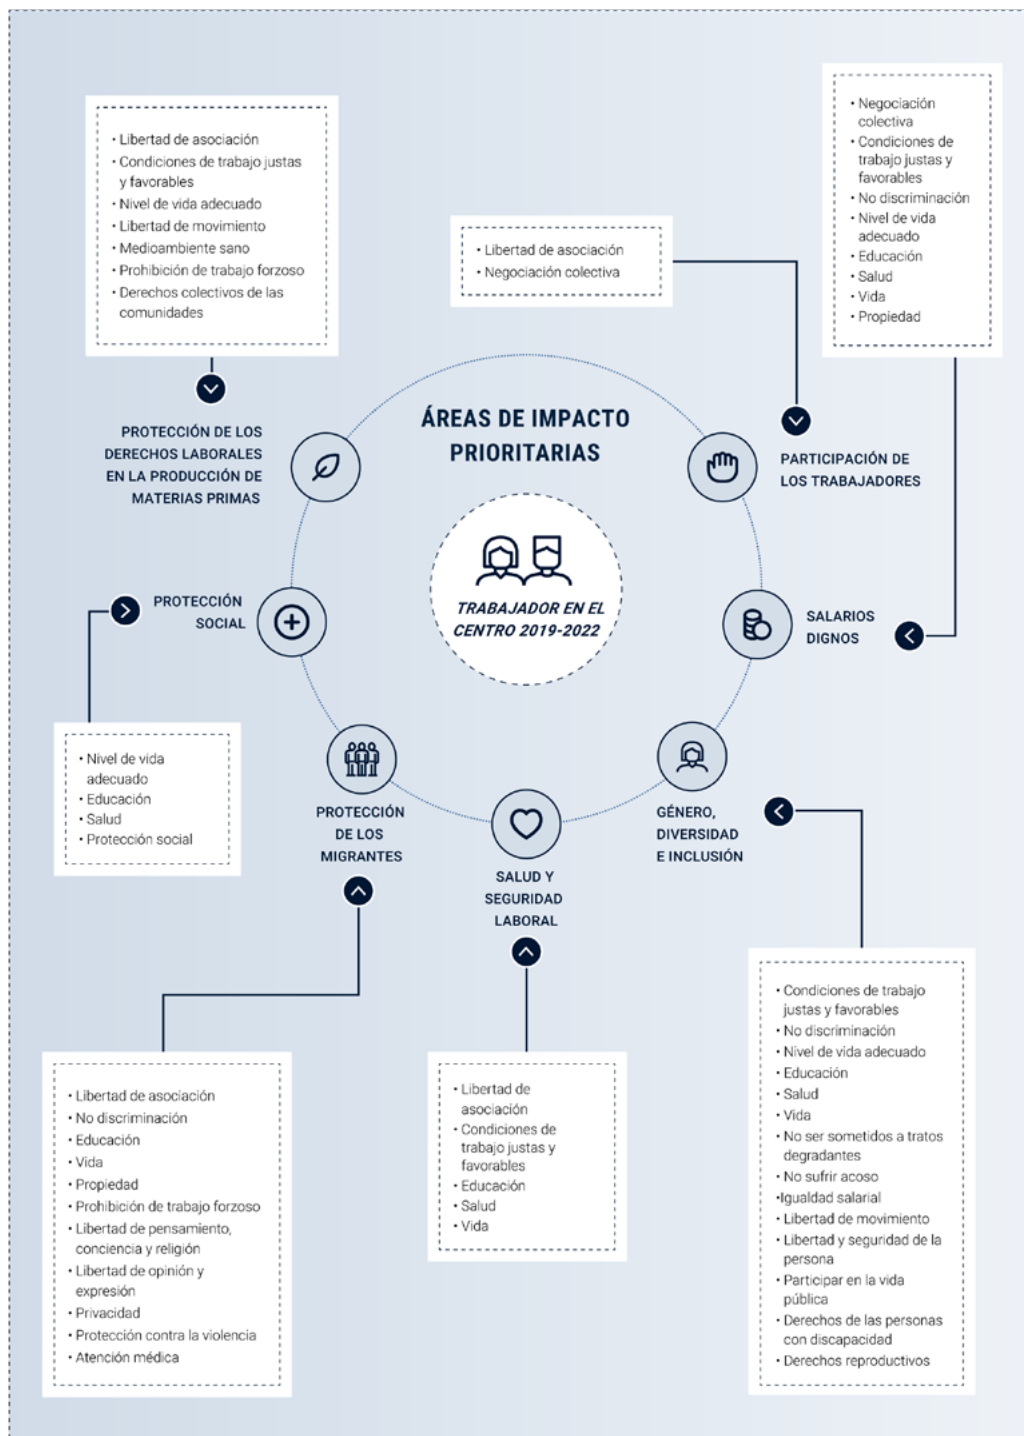 • Libertad de asociación
• Condiciones de trabajo justas
y favorables
• Nivel de vida adecuado
• Libertad de movimiento
• Medioambiente sano
• Prohibición de trabajo forzoso
• Derechos colectivos de las
comunidades
• Libertad de asociación
• Negociación colectiva
• Negociación
colectiva
• Condiciones de
trabajo justas y
favorables
• No discriminación
• Nivel de vida
adecuado
• Educación
• Salud
• Vida
• Propiedad
ÁREAS DE IMPACTO
PRIORITARIAS
PROTECCIÓN DE LOS
DERECHOS LABORALES
EN LA PRODUCCIÓN DE
MATERIAS PRIMAS
PARTICIPACIÓN DE
LOS TRABAJADORES
TRABAJADOR EN EL
CENTRO 2019-2022
PROTECCIÓN
SOCIAL
SALARIOS
DIGNOS
• Nivel de vida
adecuado
• Educación
• Salud
• Protección social
PROTECCIÓN
DE LOS
MIGRANTES
SALUD Y
SEGURIDAD
LABORAL
GÉNERO,
DIVERSIDAD
E INCLUSIÓN
• Libertad de asociación
• No discriminación
• Educación
• Vida
• Propiedad
• Prohibición de trabajo forzoso
• Libertad de pensamiento,
conciencia y religión
• Libertad de opinión y
expresión
• Privacidad
• Protección contra la violencia
• Atención médica
• Libertad de
asociación
• Condiciones de
trabajo justas y
favorables
• Educación
• Salud
• Vida
• Condiciones de trabajo
justas y favorables
• No discriminación
• Nivel de vida adecuado
• Educación
• Salud
• Vida
• No ser sometidos a tratos
degradantes
• No sufrir acoso
•Igualdad salarial
• Libertad de movimiento
• Libertad y seguridad de la
persona
• Participar en la vida
pública
• Derechos de las personas
con discapacidad
• Derechos reproductivos